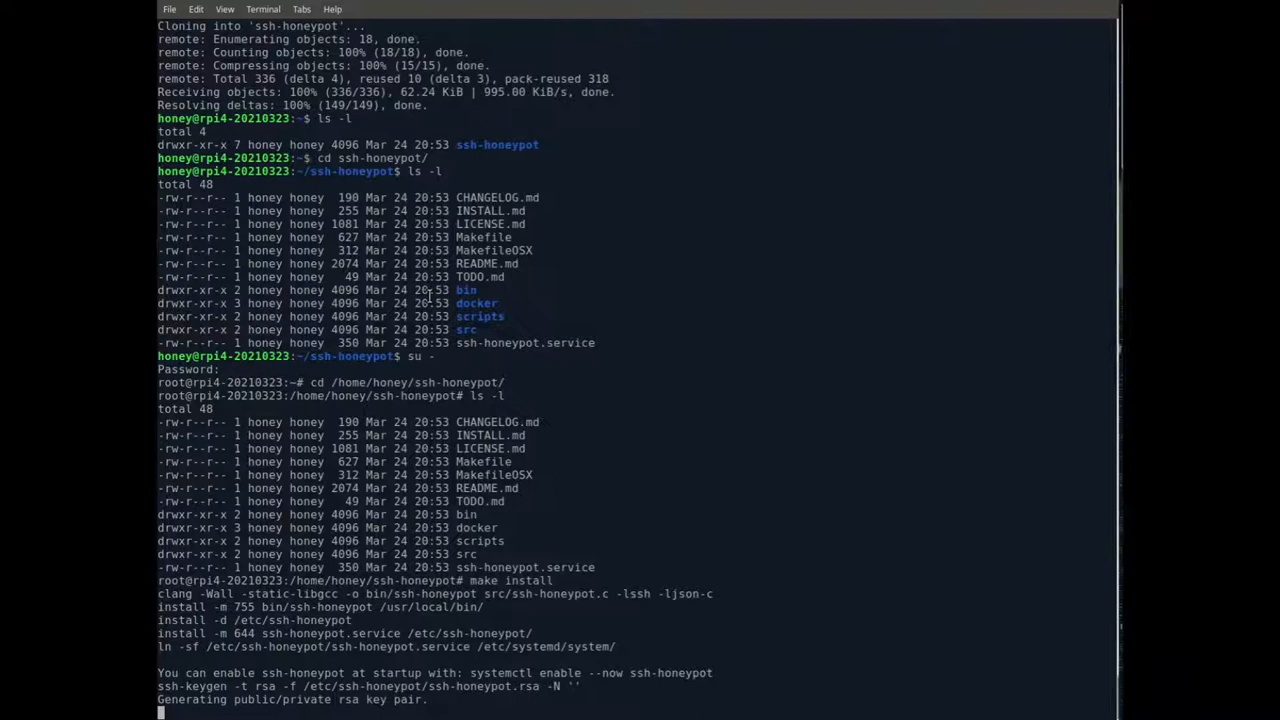 File Edit View Terminal Tabs Help
Cloning into 'ssh-honeypot'...
remote: Enumerating objects: 18, done.
remote: Counting objects: 100% (18/18), done.
remote: Compressing objects: 100% (15/15), done.
remote: Total 336 (delta 4), reused 10 (delta 3), pack-reused 318
Receiving objects: 100% (336/336), 62.24 KiB | 995.00 KiB/s, done.
Resolving deltas: 100% (149/149), done.
honey@rpi4-20210323:~$ ls -l
total 4
drwxr-xr-x 7 honey honey 4096 Mar 24 20:53 ssh-honeypot
honey@rpi4-20210323:~$ cd ssh-honeypot/
honey@rpi4-20210323:~/ssh-honeypot$ ls -l
total 48
-rw-r--r-- 1 honey honey  190 Mar 24 20:53 CHANGELOG.md
-rw-r--r-- 1 honey honey  255 Mar 24 20:53 INSTALL.md
-rw-r--r-- 1 honey honey 1081 Mar 24 20:53 LICENSE.md
-rw-r--r-- 1 honey honey  627 Mar 24 20:53 Makefile
-rw-r--r-- 1 honey honey  312 Mar 24 20:53 MakefileOSX
-rw-r--r-- 1 honey honey 2074 Mar 24 20:53 README.md
-rw-r--r-- 1 honey honey   49 Mar 24 20:53 TODO.md
drwxr-xr-x 2 honey honey 4096 Mar 24 20:53 bin
drwxr-xr-x 3 honey honey 4096 Mar 24 20:53 docker
drwxr-xr-x 2 honey honey 4096 Mar 24 20:53 scripts
drwxr-xr-x 2 honey honey 4096 Mar 24 20:53 src
-rw-r--r-- 1 honey honey  350 Mar 24 20:53 ssh-honeypot.service
honey@rpi4-20210323:~/ssh-honeypot$ su -
Password:
root@rpi4-20210323:~# cd /home/honey/ssh-honeypot/
root@rpi4-20210323:/home/honey/ssh-honeypot# ls -l
total 48
-rw-r--r-- 1 honey honey  190 Mar 24 20:53 CHANGELOG.md
-rw-r--r-- 1 honey honey  255 Mar 24 20:53 INSTALL.md
-rw-r--r-- 1 honey honey 1081 Mar 24 20:53 LICENSE.md
-rw-r--r-- 1 honey honey  627 Mar 24 20:53 Makefile
-rw-r--r-- 1 honey honey  312 Mar 24 20:53 MakefileOSX
-rw-r--r-- 1 honey honey 2074 Mar 24 20:53 README.md
-rw-r--r-- 1 honey honey   49 Mar 24 20:53 TODO.md
drwxr-xr-x 2 honey honey 4096 Mar 24 20:53 bin
drwxr-xr-x 3 honey honey 4096 Mar 24 20:53 docker
drwxr-xr-x 2 honey honey 4096 Mar 24 20:53 scripts
drwxr-xr-x 2 honey honey 4096 Mar 24 20:53 src
-rw-r--r-- 1 honey honey  350 Mar 24 20:53 ssh-honeypot.service
root@rpi4-20210323:/home/honey/ssh-honeypot# make install
clang -Wall -static-libgcc -o bin/ssh-honeypot src/ssh-honeypot.c -lssh -ljson-c
install -m 755 bin/ssh-honeypot /usr/local/bin/
install -d /etc/ssh-honeypot
install -m 644 ssh-honeypot.service /etc/ssh-honeypot/
ln -sf /etc/ssh-honeypot/ssh-honeypot.service /etc/systemd/system/
You can enable ssh-honeypot at startup with: systemctl enable --now ssh-honeypot
ssh-keygen -t rsa -f /etc/ssh-honeypot/ssh-honeypot.rsa -N ''
Generating public/private rsa key pair.